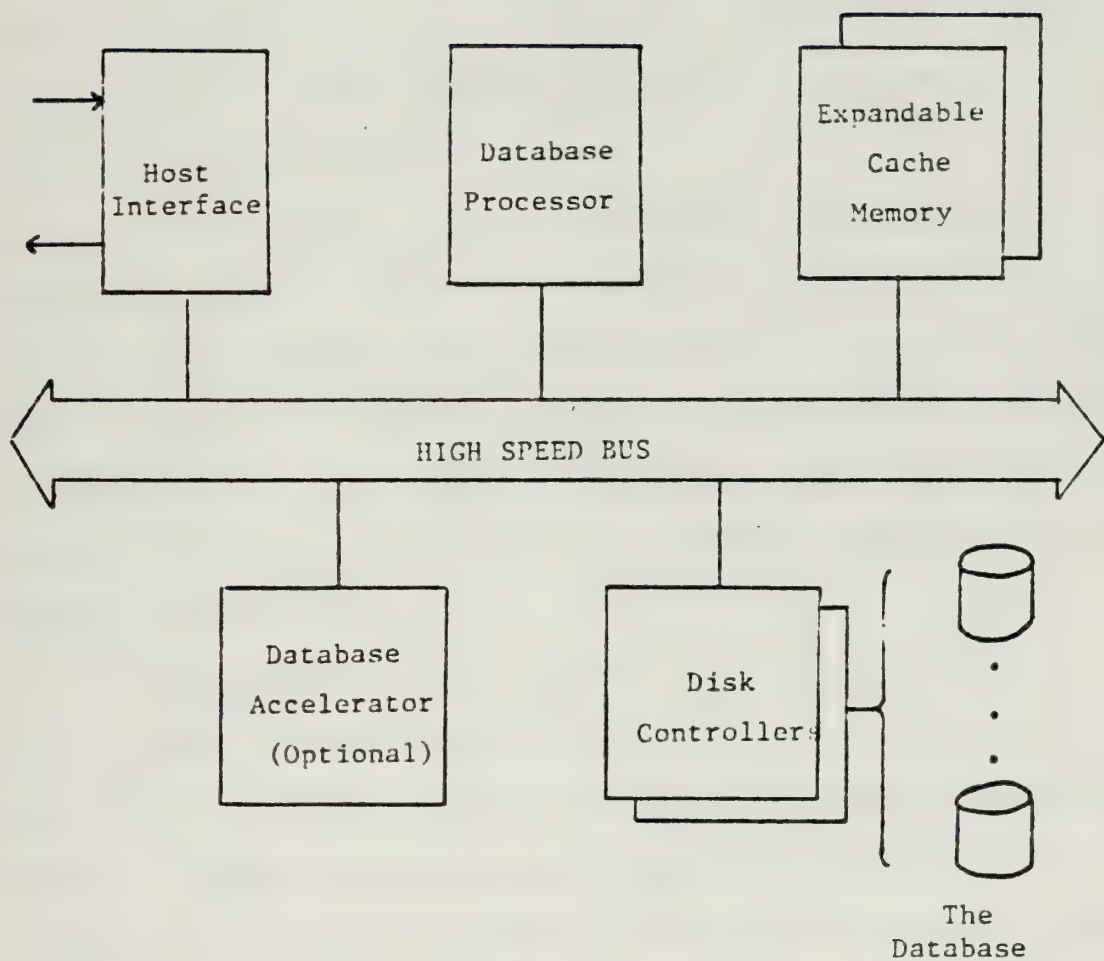 Host
Interface
Database
Processor
Expandable
Cache
Memory
HIGH SPEED BUS
Database
Accelerator
(Optional)
Disk
Controllers
The
Database